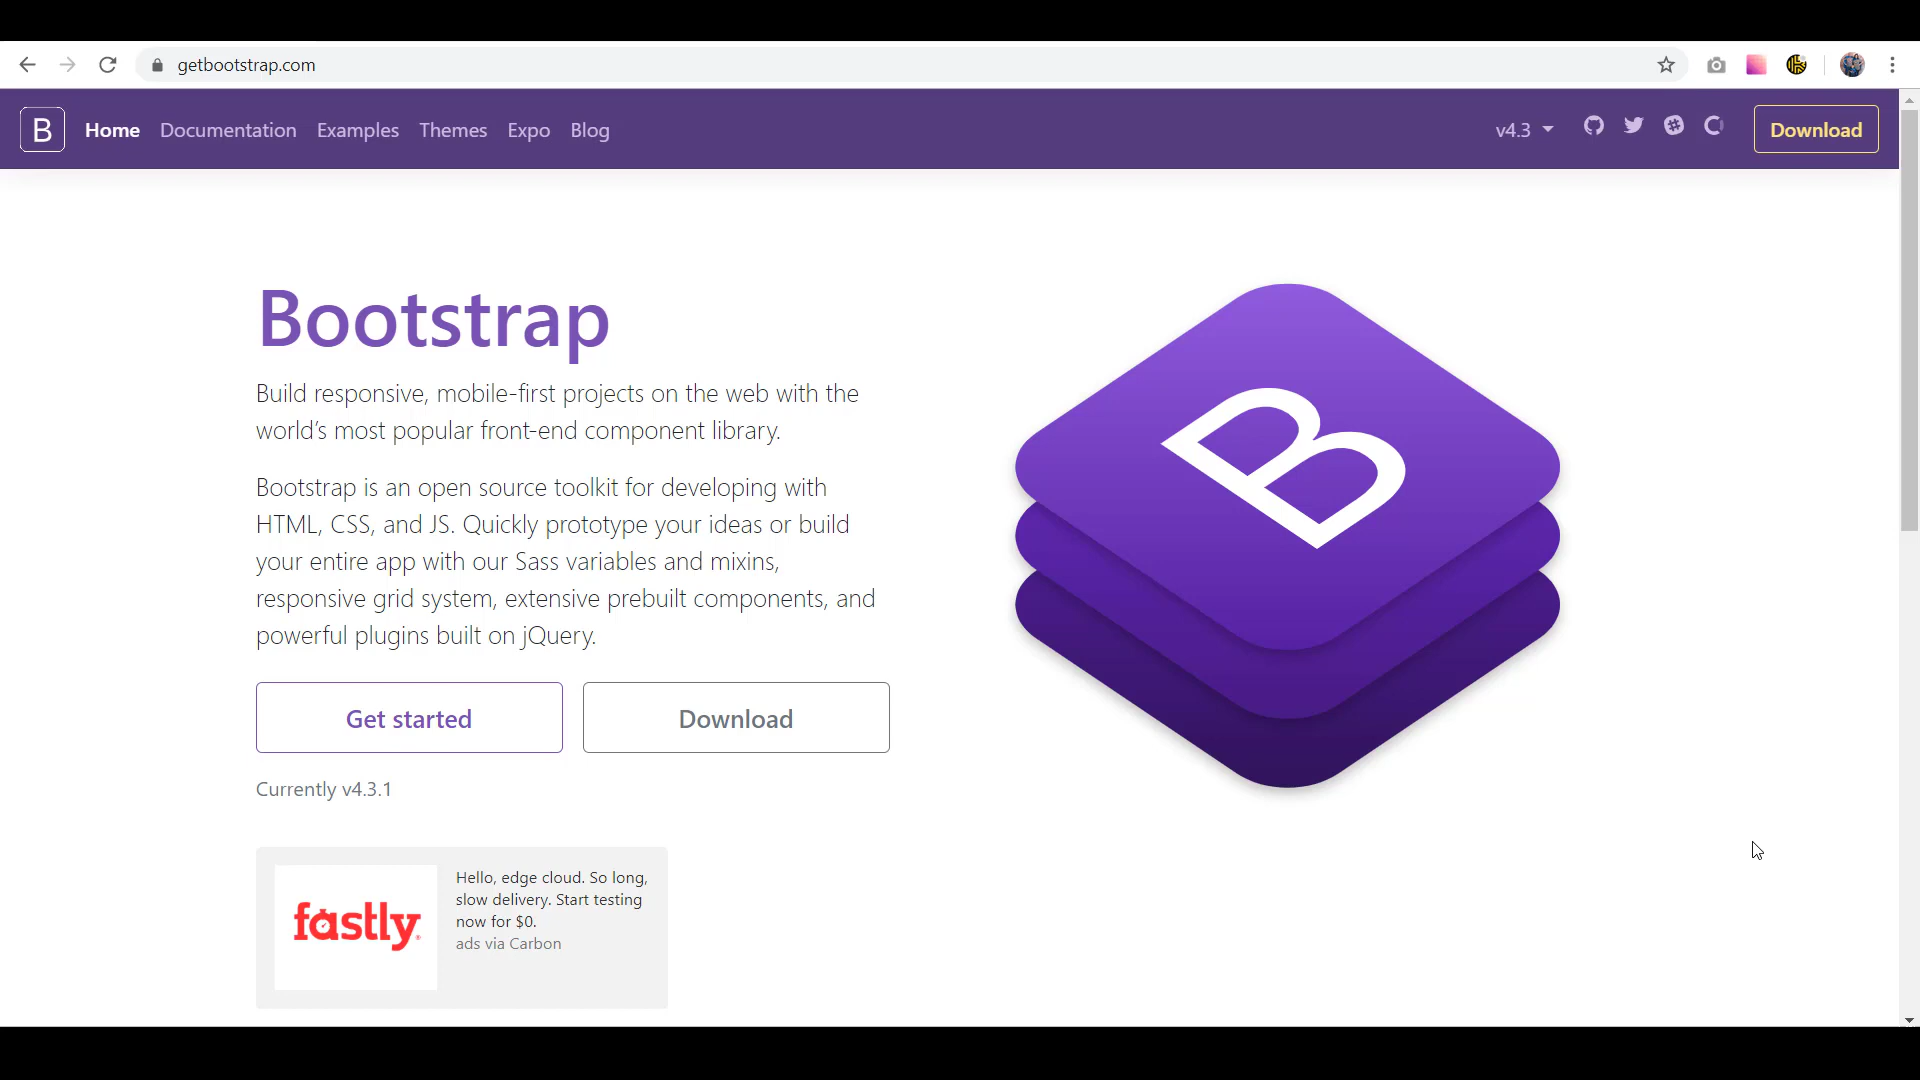 getbootstrap.com
B
Home Documentation Examples Themes Expo Blog
v4.3
Download
Bootstrap
Build responsive, mobile-first projects on the web with the
world’s most popular front-end component library.
Bootstrap is an open source toolkit for developing with
HTML, CSS, and JS. Quickly prototype your ideas or build
your entire app with our Sass variables and mixins,
responsive grid system, extensive prebuilt components, and
powerful plugins built on jQuery.
Get started
Download
Currently v4.3.1
B
fastly
Hello, edge cloud. So long,
slow delivery. Start testing
now for $0.
ads via Carbon